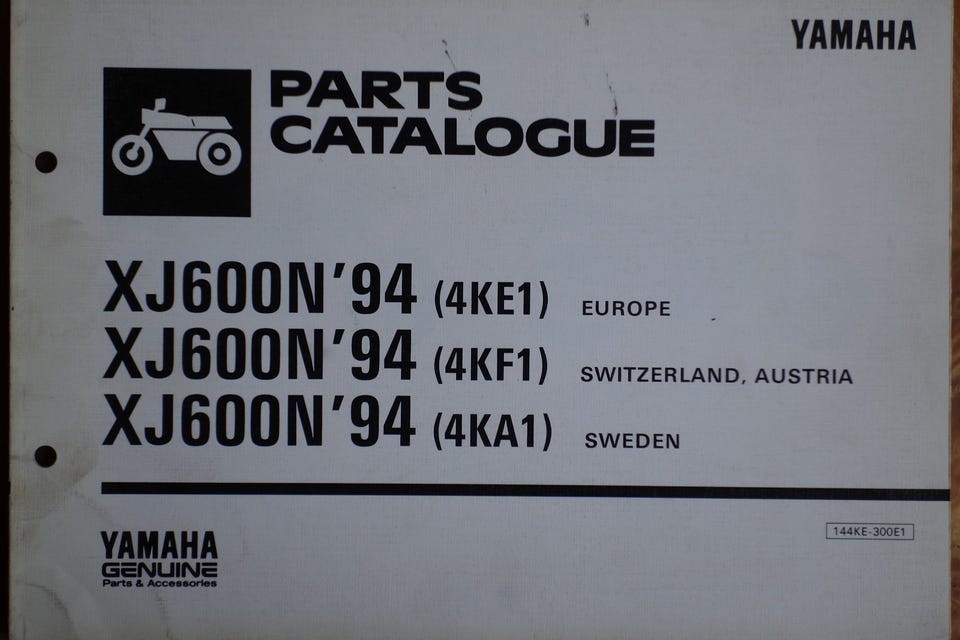 YAMAHA
PARTS
CATALOGUE
XJ600N'94 (4KE1) EUROPE
XJ600N'94 (4KF1) SWITZERLAND, AUSTRIA
XJ600N'94 (4KA1) SWEDEN
144KE-300E1
YAMAHA
GENUINE
Parts & Accessories